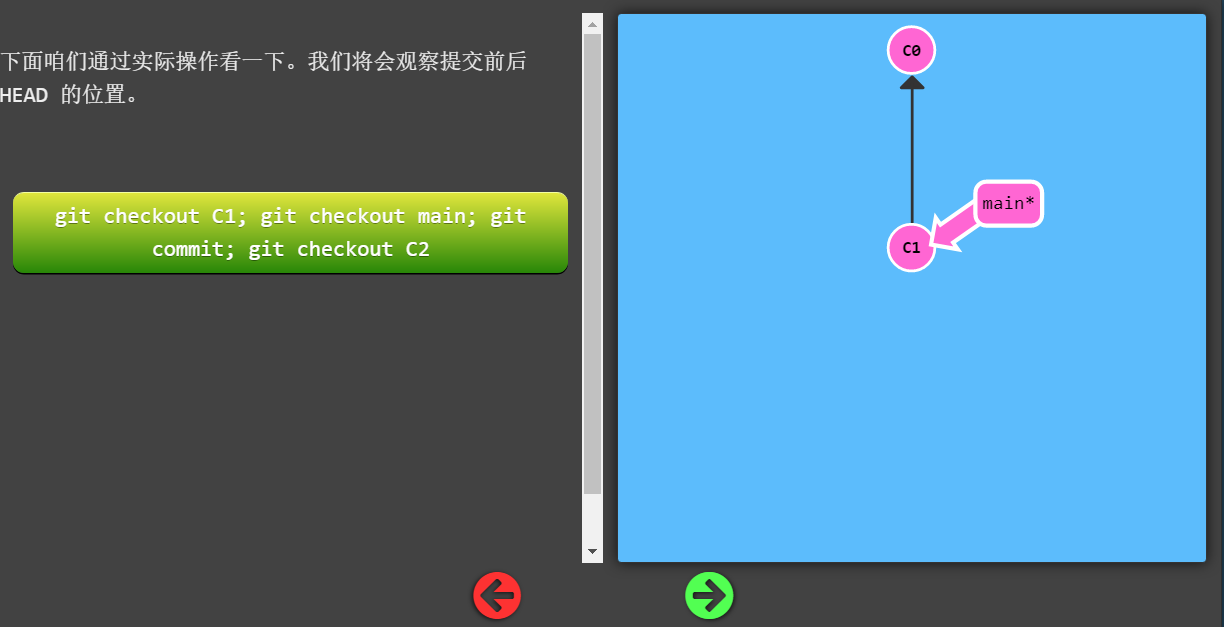 下面咱们通过实际操作看一下。我们将会观察提交前后
HEAD 的位置。
git checkout C1; git checkout main; git
commit; git checkout C2
C0
main*
C1